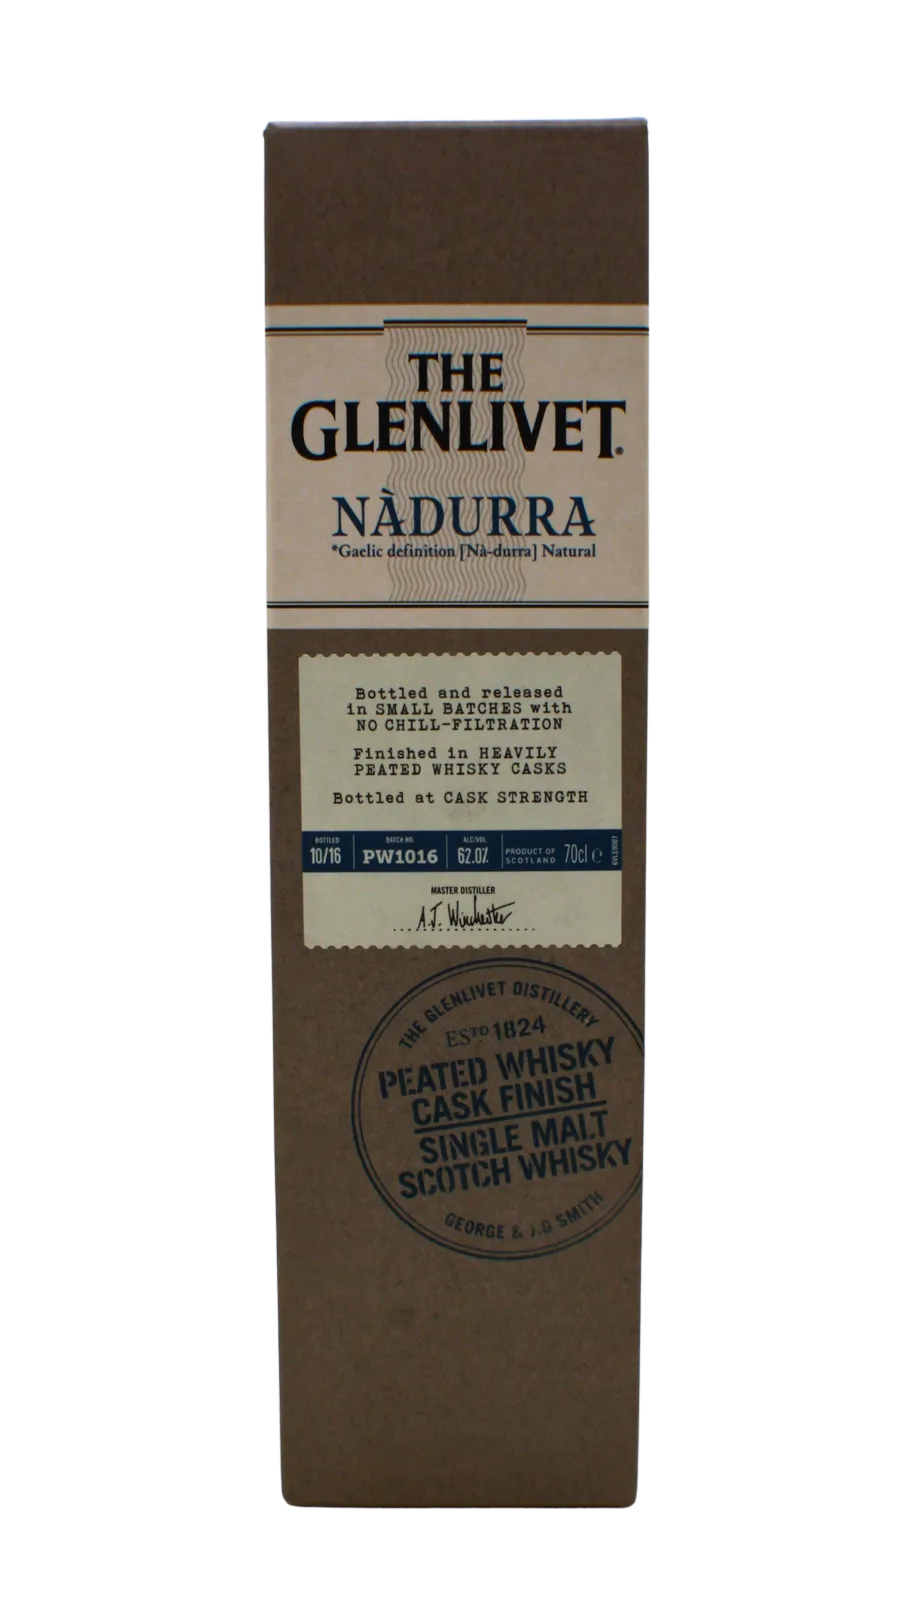 THE
GLENLIVET®
NÀDURRA
*Gaelic definition [Nà-durra] Natural
Bottled and released
in SMALL BATCHES with
NO CHILL-FILTRATION
Finished in HEAVILY
PEATED WHISKY CASKS
Bottled at CASK STRENGTH
BOTTLED
10/16
BATCH NO.
PW1016
ALC/VOL
62.0%
PRODUCT OF
SCOTLAND
70cl e
MASTER DISTILLER
A.J. Winchester
THE GLENLIVET DISTILLERY
ESTD 1824
PEATED WHISKY
CASK FINISH
SINGLE MALT
SCOTCH WHISKY
GEORGE & J.G SMITH